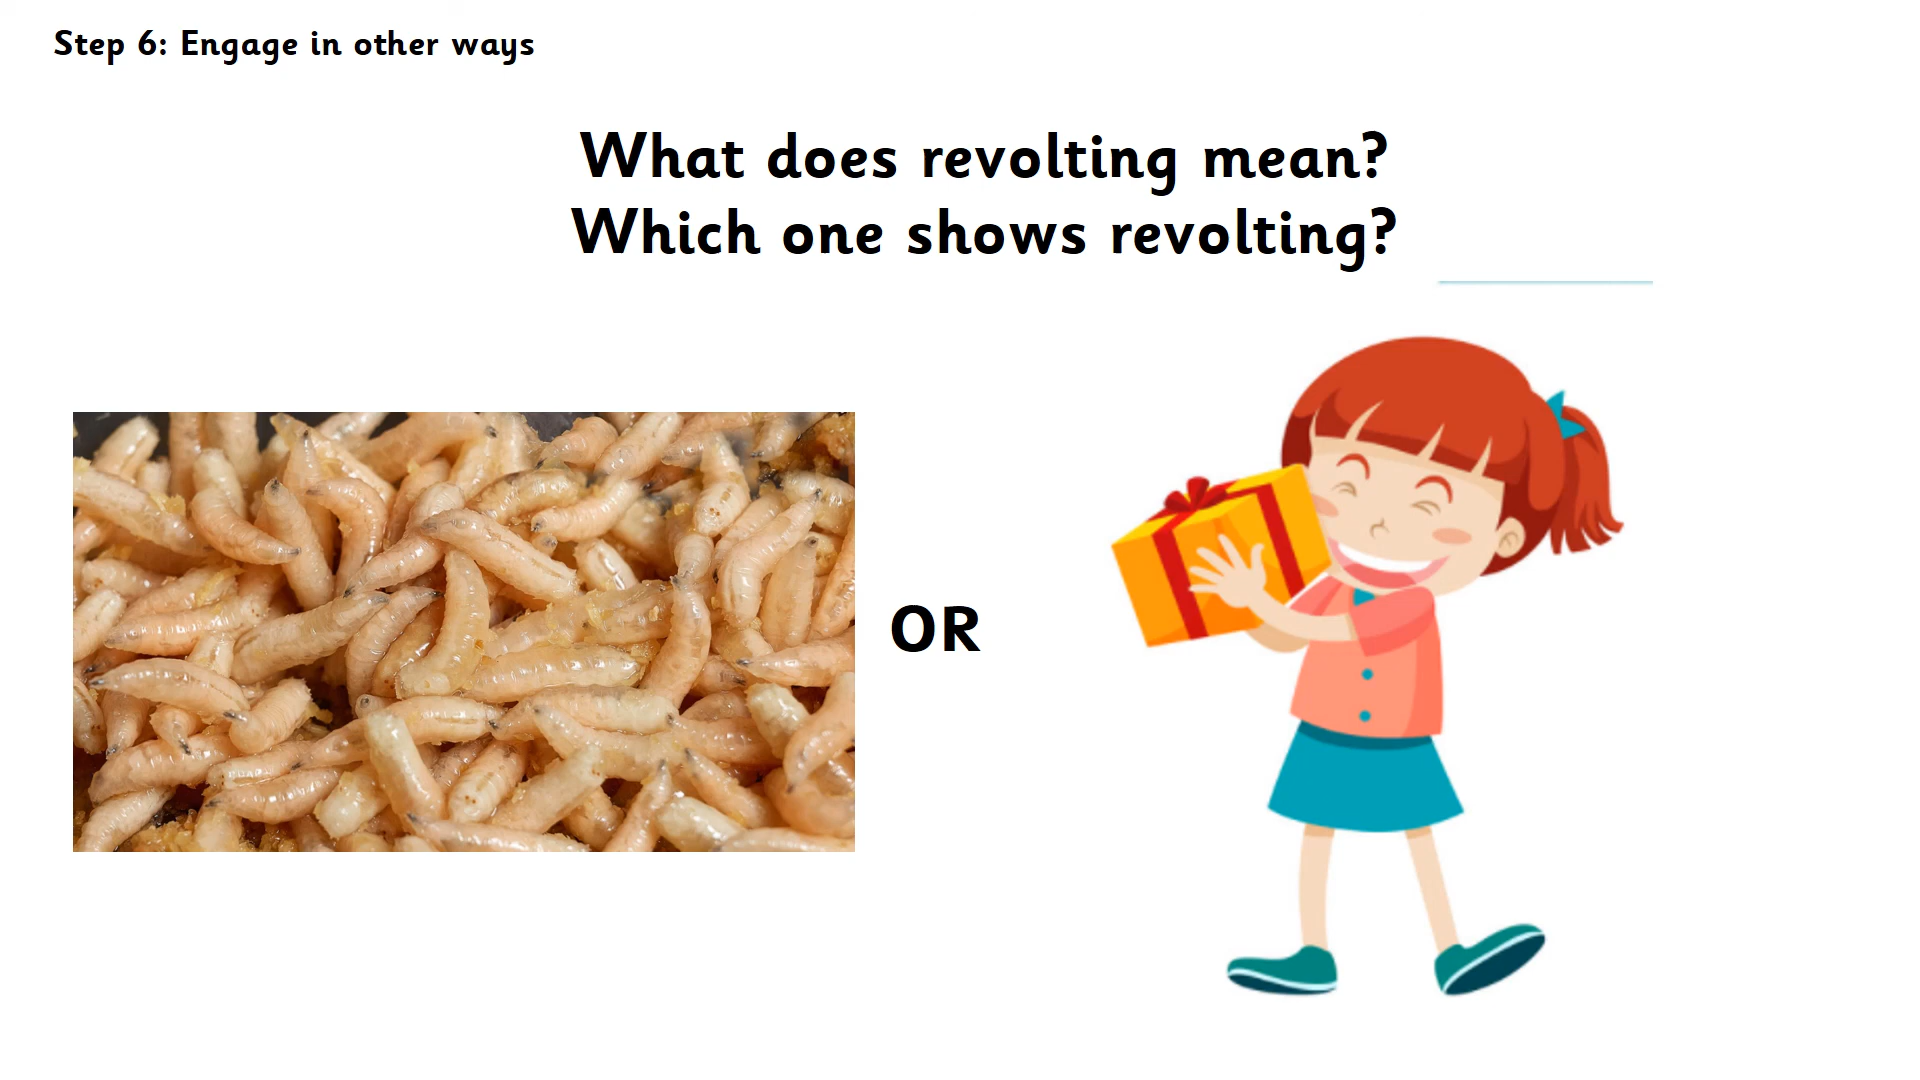 Step 6: Engage in other ways
What does revolting mean?
Which one shows revolting?
OR